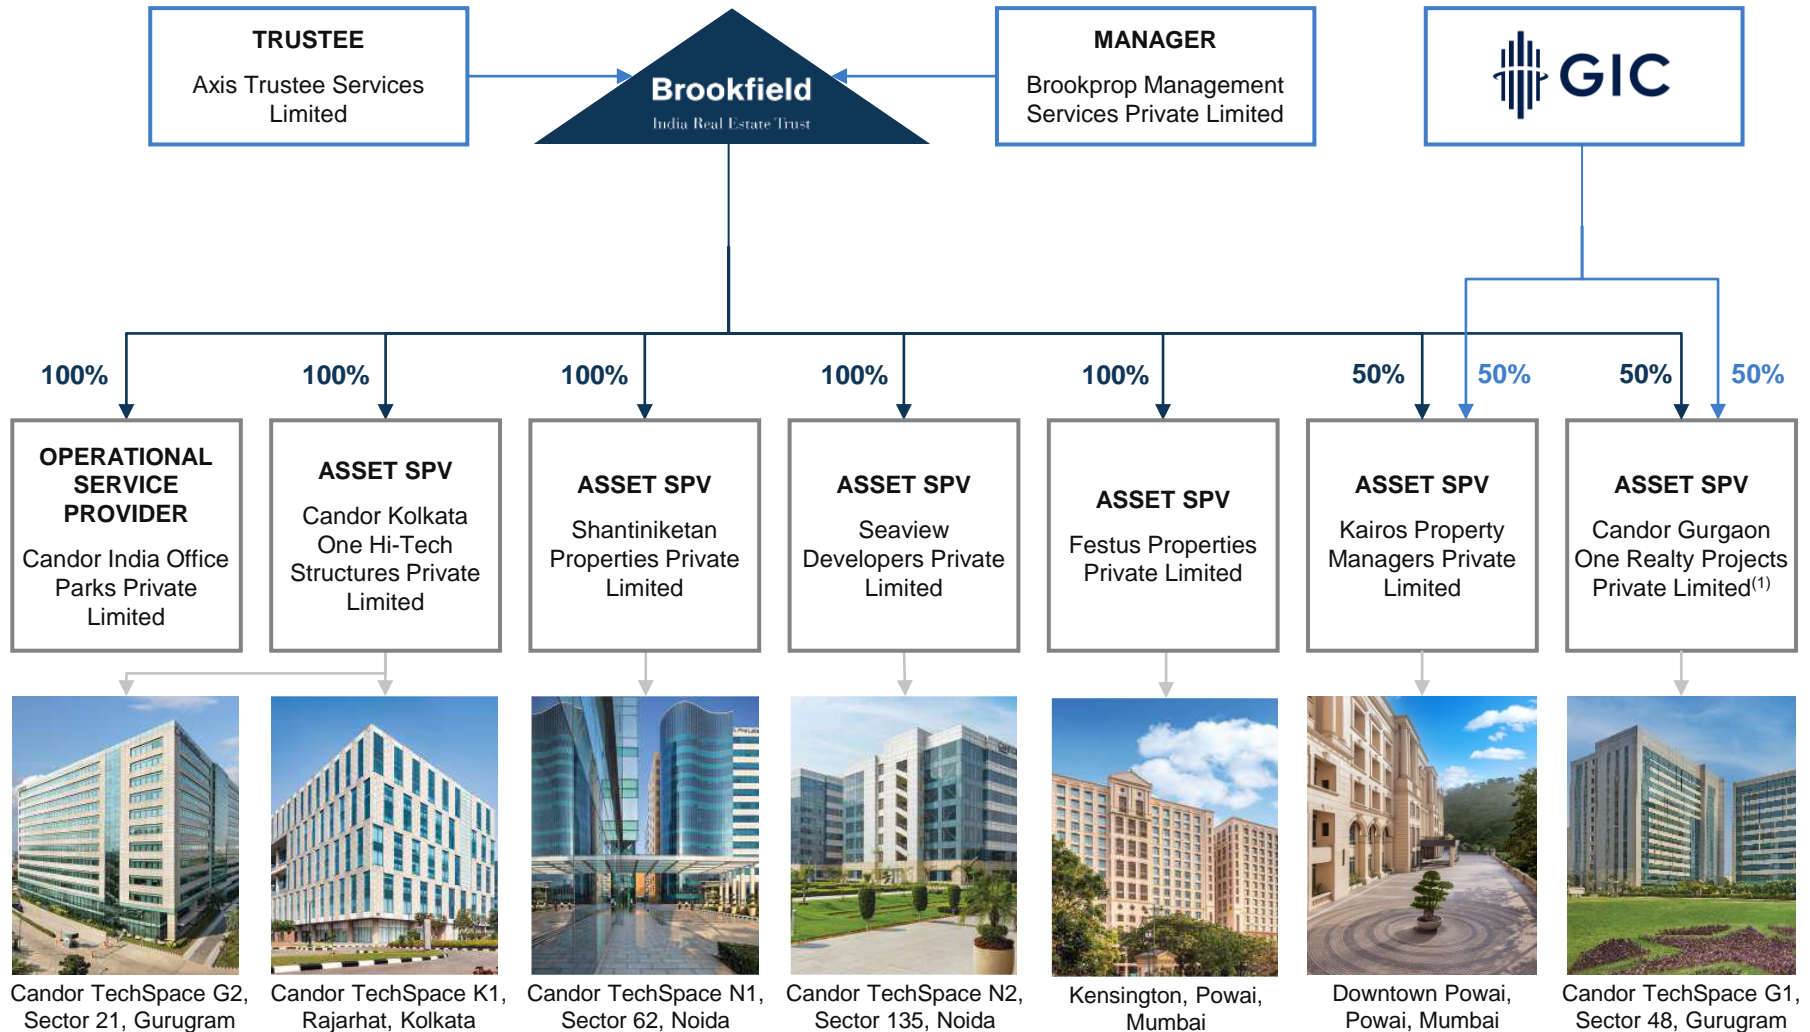 TRUSTEE
Axis Trustee Services
Limited
Brookfield
India Real Estate Trust
MANAGER
Brookprop Management
Services Private Limited
GIC
100%
100%
100%
100%
100%
50%
50%
50%
50%
OPERATIONAL
SERVICE
PROVIDER
Candor India Office
Parks Private
Limited
ASSET SPV
Candor Kolkata
One Hi-Tech
Structures Private
Limited
ASSET SPV
Shantiniketan
Properties Private
Limited
ASSET SPV
Seaview
Developers Private
Limited
ASSET SPV
Festus Properties
Private Limited
ASSET SPV
Kairos Property
Managers Private
Limited
ASSET SPV
Candor Gurgaon
One Realty Projects
Private Limited(1)
Candor TechSpace G2,
Sector 21, Gurugram
Candor TechSpace K1,
Rajarhat, Kolkata
Candor TechSpace N1,
Sector 62, Noida
Candor TechSpace N2,
Sector 135, Noida
Kensington, Powai,
Mumbai
Downtown Powai,
Powai, Mumbai
Candor TechSpace G1,
Sector 48, Gurugram